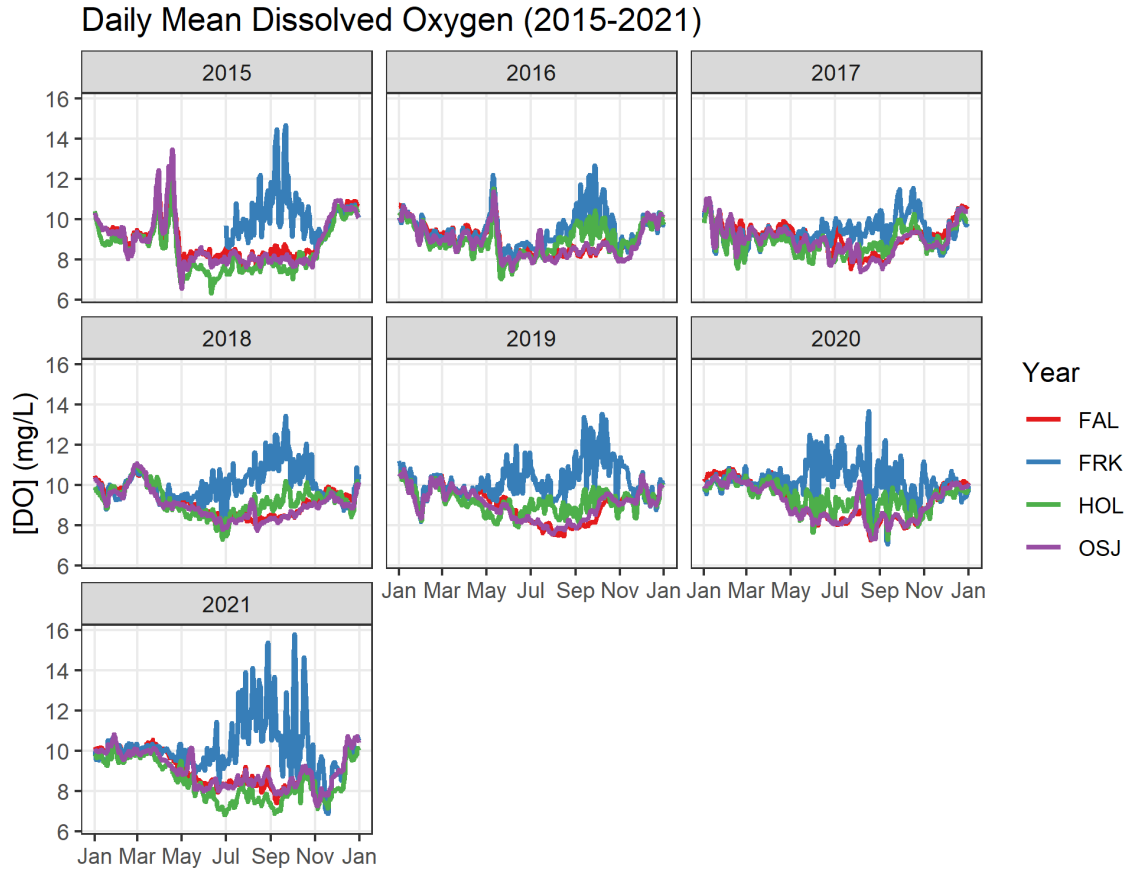 Daily Mean Dissolved Oxygen (2015-2021)
2015
2016
2017
16
14
12
10
8
6
2018
2019
2020
16
14
12
10
8
6
[DO] (mg/L)
Jan Mar May Jul Sep Nov Jan
Jan Mar May Jul Sep Nov Jan
2021
16
14
12
10
8
6
Jan Mar May Jul Sep Nov Jan
Year
FAL
FRK
HOL
OSJ